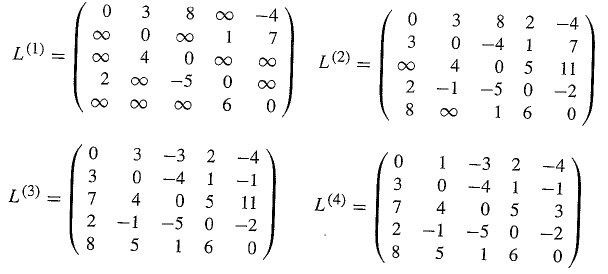 L(1) = ( 0 3 8 ∞ −4
∞ 0 ∞ 1 7
∞ 4 0 ∞ ∞
2 ∞ −5 0 ∞
∞ ∞ ∞ 6 0 )
L(2) = ( 0 3 8 2 −4
3 0 −4 1 7
∞ 4 0 5 11
2 −1 −5 0 −2
8 ∞ 1 6 0 )
L(3) = ( 0 3 −3 2 −4
3 0 −4 1 −1
7 4 0 5 11
2 −1 −5 0 −2
8 5 1 6 0 )
L(4) = ( 0 1 −3 2 −4
3 0 −4 1 −1
7 4 0 5 3
2 −1 −5 0 −2
8 5 1 6 0 )